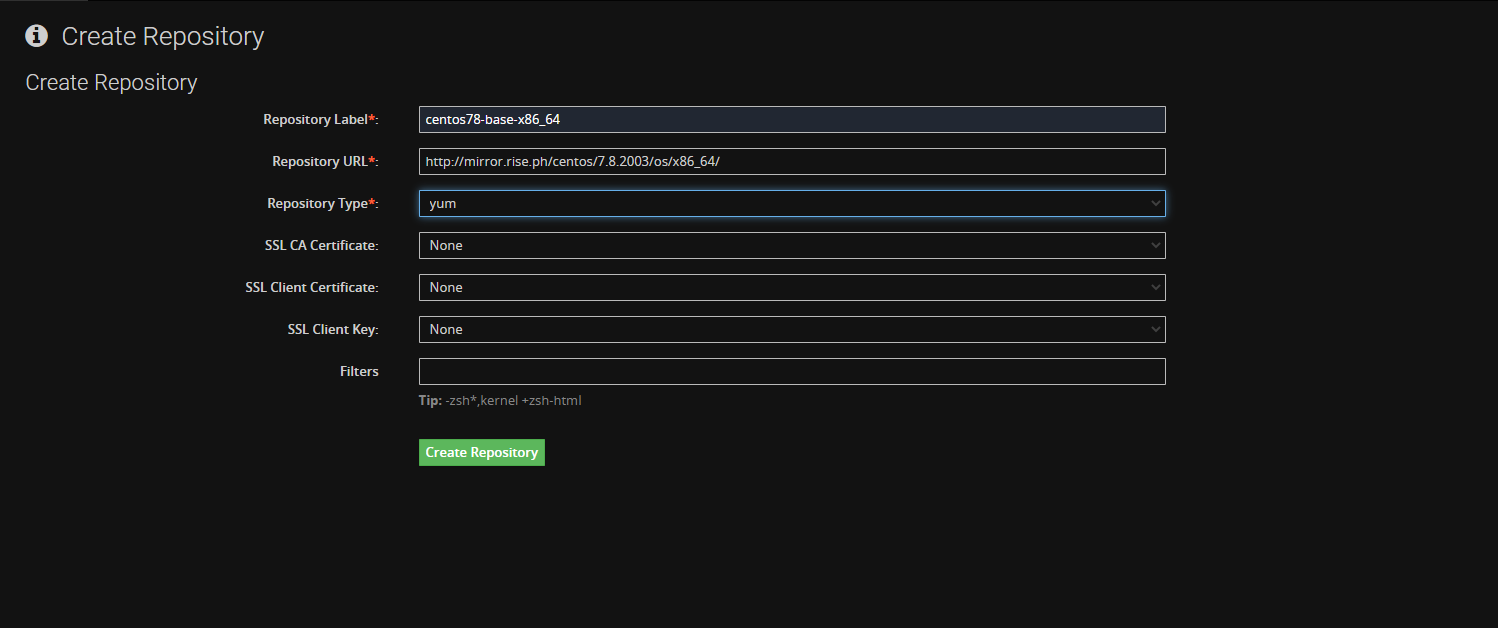 Create Repository
Create Repository
Repository Label*: centos78-base-x86_64
Repository URL*: http://mirror.rise.ph/centos/7.8.2003/os/x86_64/
Repository Type*: yum
SSL CA Certificate: None
SSL Client Certificate: None
SSL Client Key: None
Filters
Tip: -zsh*,kernel +zsh-html
Create Repository